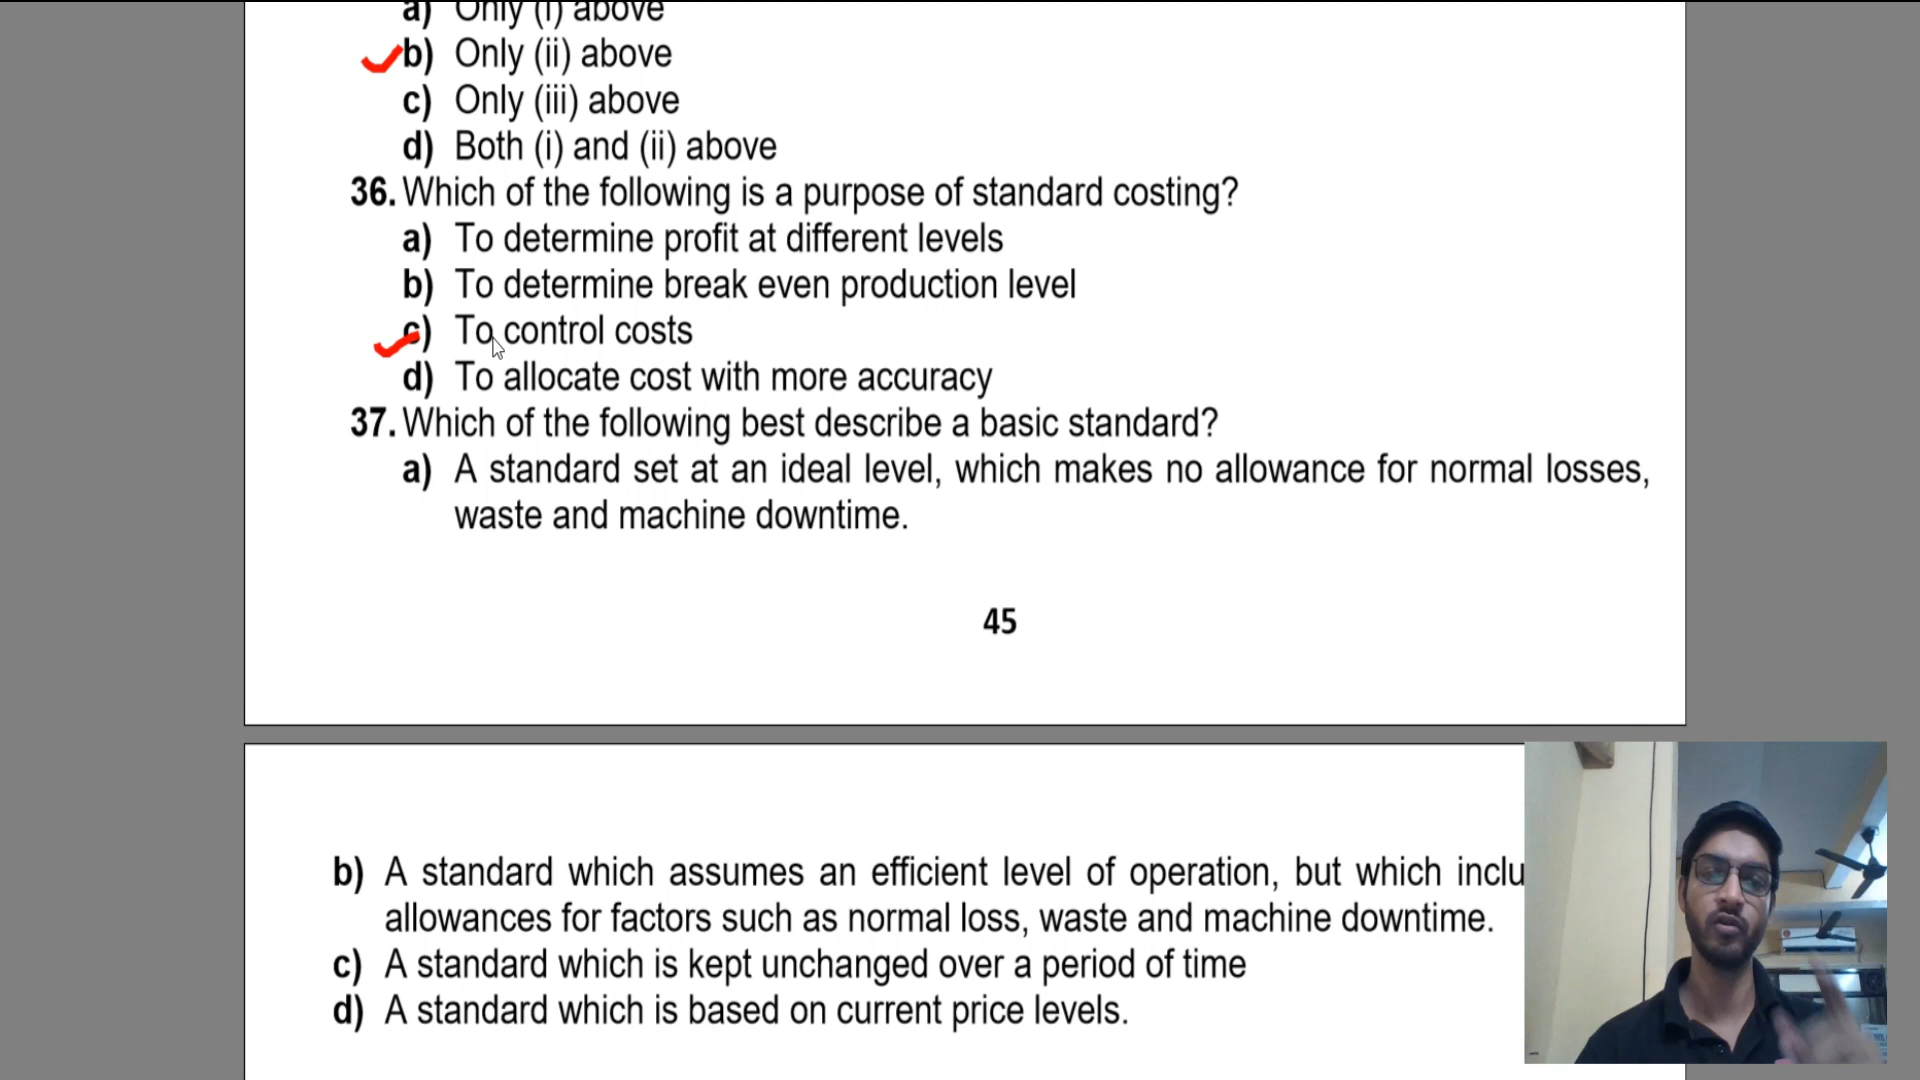 a) Only (i) above
b) Only (ii) above
c) Only (iii) above
d) Both (i) and (ii) above
36. Which of the following is a purpose of standard costing?
a) To determine profit at different levels
b) To determine break even production level
c) To control costs
d) To allocate cost with more accuracy
37. Which of the following best describe a basic standard?
a) A standard set at an ideal level, which makes no allowance for normal losses,
waste and machine downtime.
45
b) A standard which assumes an efficient level of operation, but which inclu
allowances for factors such as normal loss, waste and machine downtime.
c) A standard which is kept unchanged over a period of time
d) A standard which is based on current price levels.